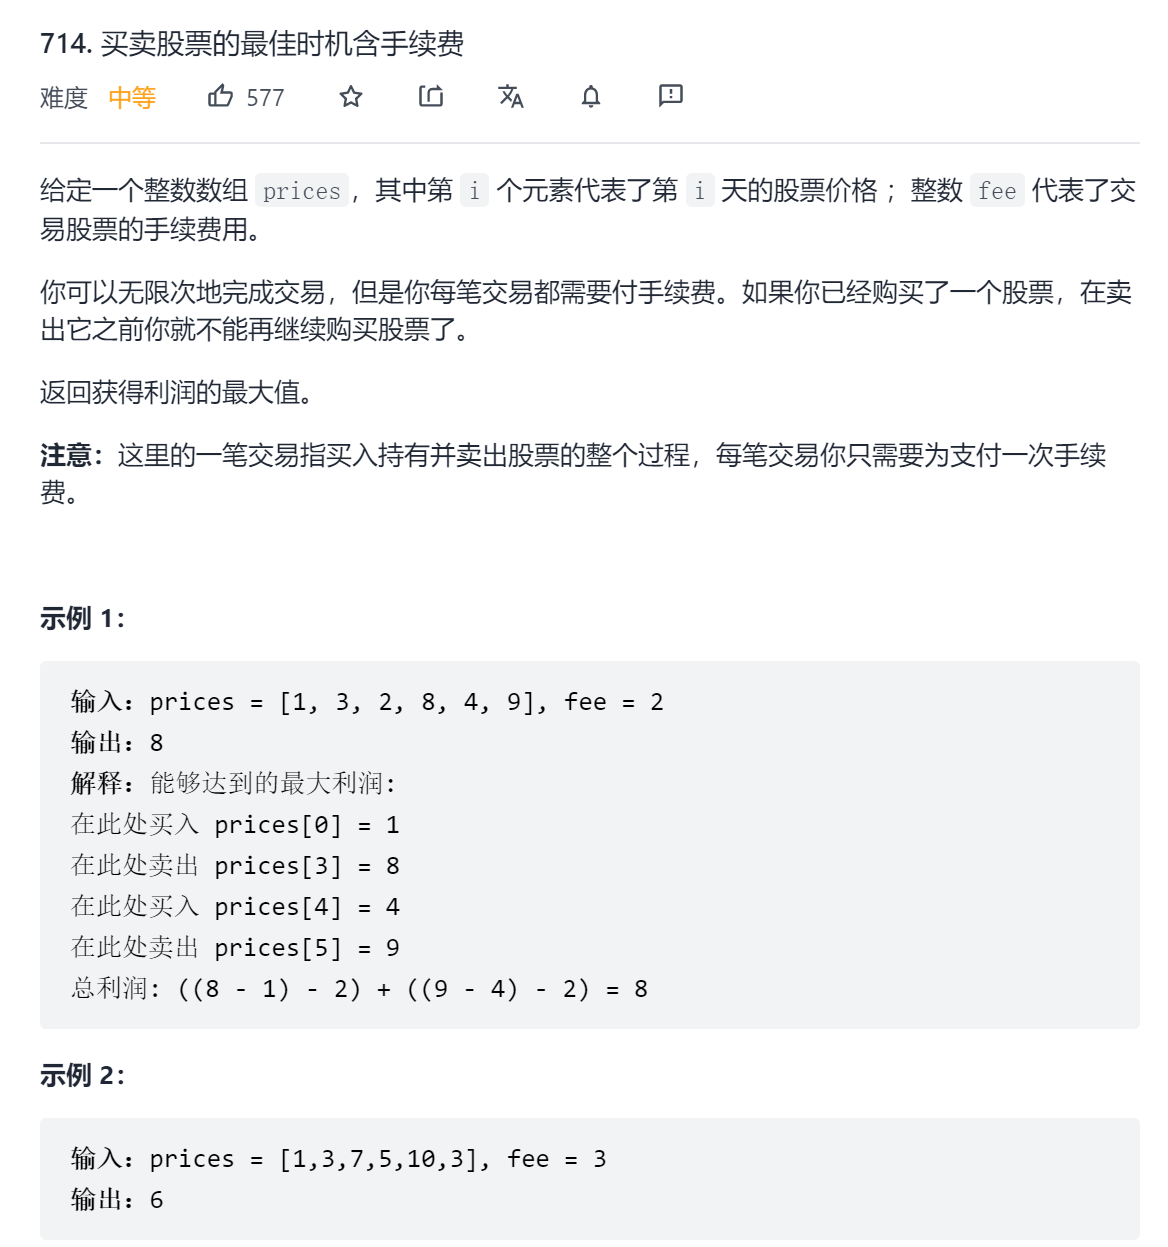 714. 买卖股票的最佳时机含手续费
难度 中等 577
给定一个整数数组 prices，其中第 i 个元素代表了第 i 天的股票价格 ；整数 fee 代表了交
易股票的手续费用。
你可以无限次地完成交易，但是你每笔交易都需要付手续费。如果你已经购买了一个股票，在卖
出它之前你就不能再继续购买股票了。
返回获得利润的最大值。
注意：这里的一笔交易指买入持有并卖出股票的整个过程，每笔交易你只需要为支付一次手续
费。
示例 1：
输入：prices = [1, 3, 2, 8, 4, 9], fee = 2
输出：8
解释：能够达到的最大利润:
在此处买入 prices[0] = 1
在此处卖出 prices[3] = 8
在此处买入 prices[4] = 4
在此处卖出 prices[5] = 9
总利润: ((8 - 1) - 2) + ((9 - 4) - 2) = 8
示例 2：
输入：prices = [1,3,7,5,10,3], fee = 3
输出：6